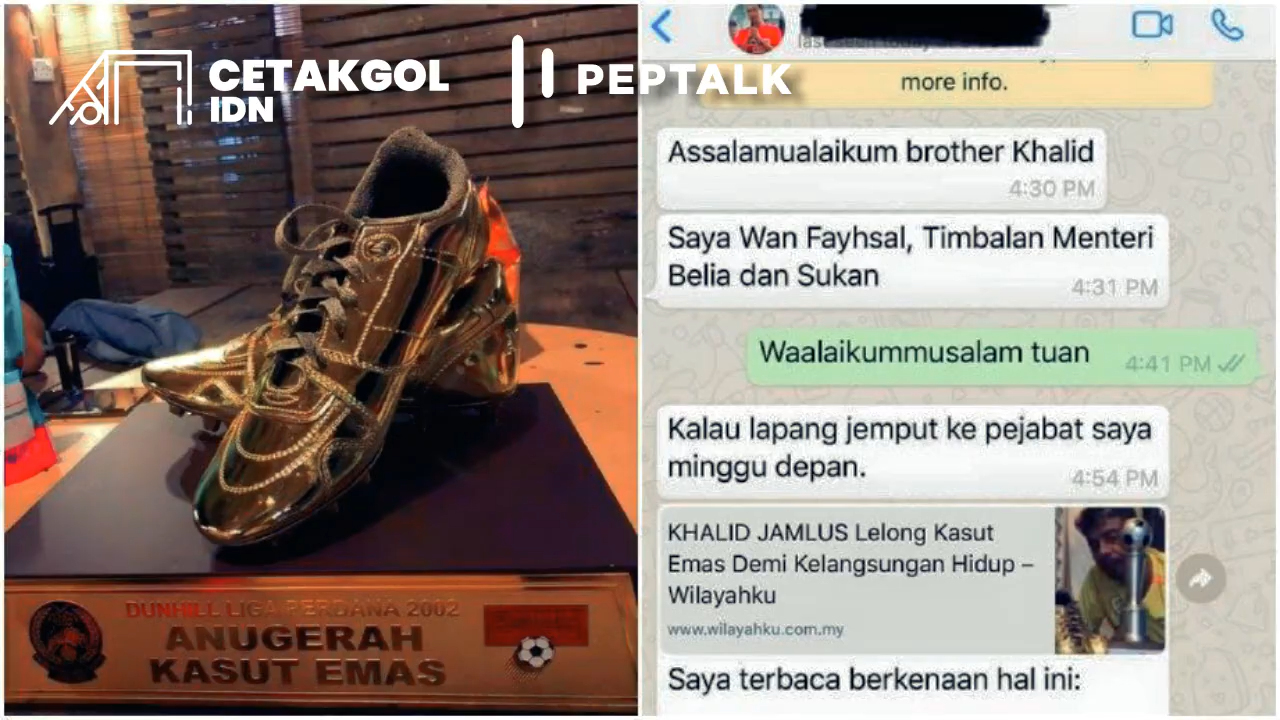 CETAKGOL
IDN
PEPTALK
DUNHILL LIGA PERDANA 2002
ANUGERAH
KASUT EMAS
more info.
Assalamualaikum brother Khalid
4:30 PM
Saya Wan Fayhsal, Timbalan Menteri
Belia dan Sukan
4:31 PM
Waalaikummusalam tuan
4:41 PM
Kalau lapang jemput ke pejabat saya
minggu depan.
4:54 PM
KHALID JAMLUS Lelong Kasut
Emas Demi Kelangsungan Hidup –
Wilayahku
www.wilayahku.com.my
Saya terbaca berkenaan hal ini: